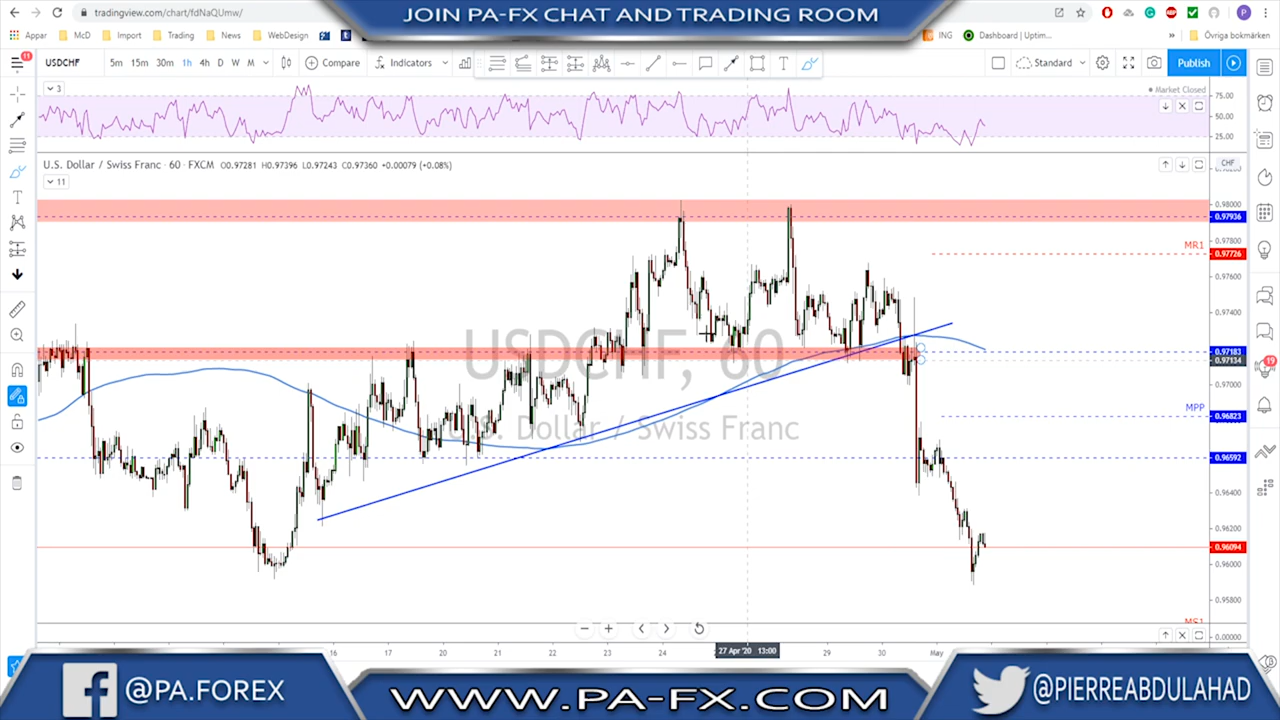 JOIN PA-FX CHAT AND TRADING ROOM
tradingview.com/chart/fdNaQUmw/
Appar McD Import Trading News WebDesign ING Dashboard | Uptim... Övriga bokmärken
11 USDCHF 5m 15m 30m 1h 4h D W M Compare Indicators Standard Publish
3
Market Closed
75.00
50.00
25.00
U.S. Dollar / Swiss Franc · 60 · FXCM O0.97281 H0.97396 L0.97243 C0.97360 +0.00079 (+0.08%)
CHF
11
0.98000
0.97936
0.97800
MR1
0.97726
0.97600
0.97400
USDCHF, 60
0.97183
0.97134
0.97000
MPP
0.96823
U.S. Dollar / Swiss Franc
0.96592
0.96400
0.96200
0.96094
0.96000
0.95800
MS1
0.00000
16 17 20 21 22 23 24 27 Apr '20 13:00 29 30 May
19
@PA.FOREX
WWW.PA-FX.COM
@PIERREABDULAHAD